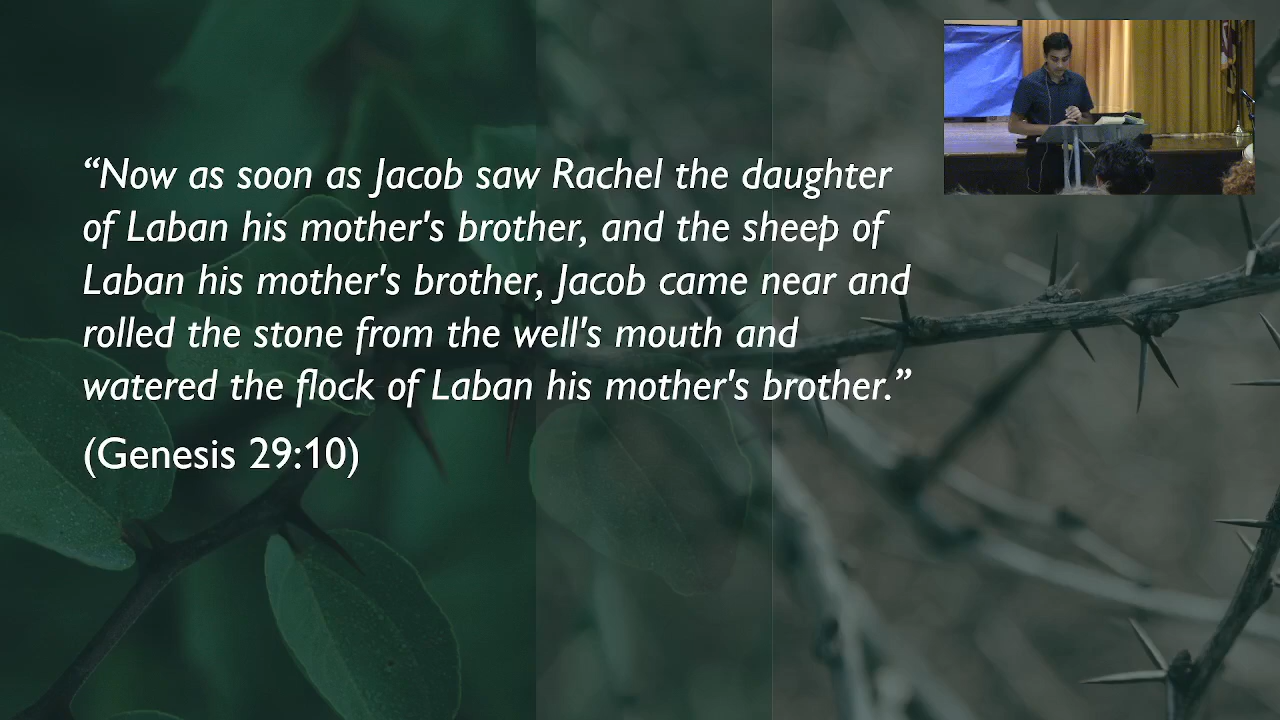 “Now as soon as Jacob saw Rachel the daughter
of Laban his mother's brother, and the sheep of
Laban his mother's brother, Jacob came near and
rolled the stone from the well's mouth and
watered the flock of Laban his mother's brother.”
(Genesis 29:10)